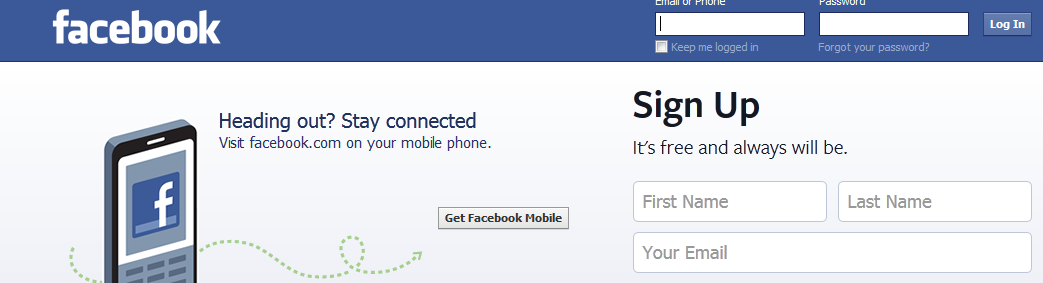 facebook
Email or Phone
Password
Log In
Keep me logged in
Forgot your password?
Heading out? Stay connected
Visit facebook.com on your mobile phone.
f
Get Facebook Mobile
Sign Up
It's free and always will be.
First Name
Last Name
Your Email